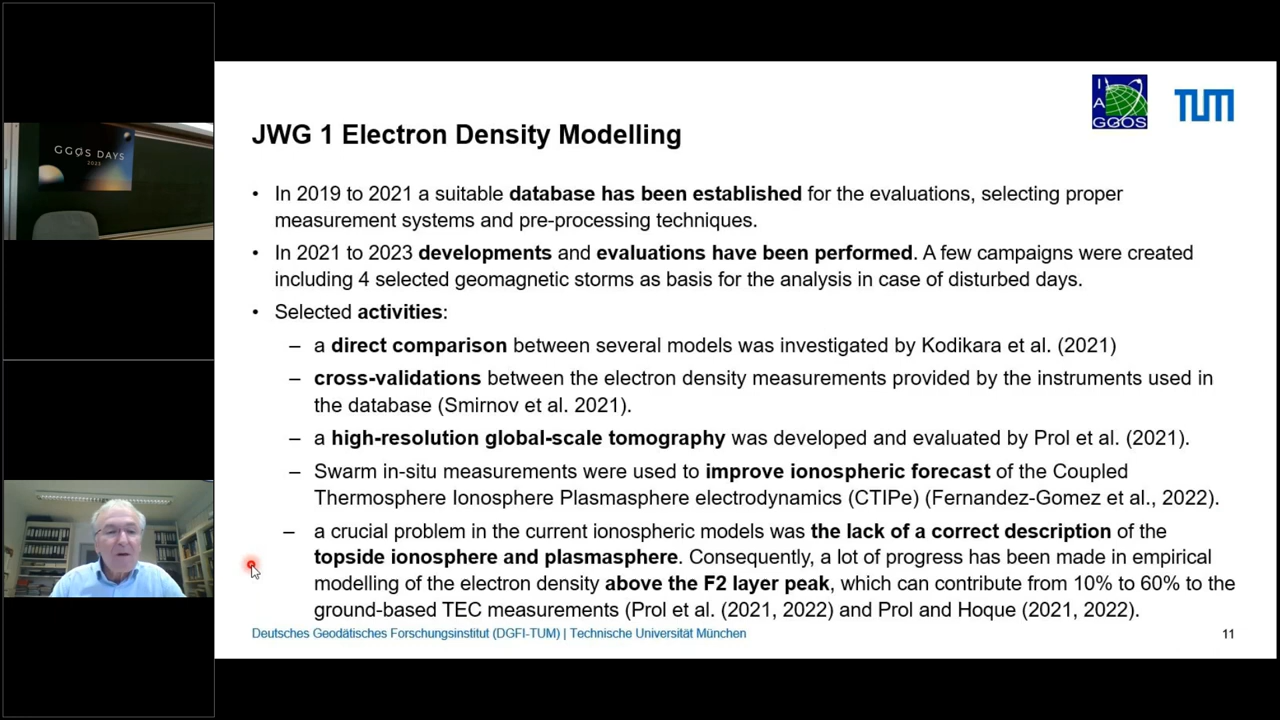 GGOS DAYS
2023
I
A
GGOS
TUM
JWG 1 Electron Density Modelling
• In 2019 to 2021 a suitable database has been established for the evaluations, selecting proper
measurement systems and pre-processing techniques.
• In 2021 to 2023 developments and evaluations have been performed. A few campaigns were created
including 4 selected geomagnetic storms as basis for the analysis in case of disturbed days.
• Selected activities:
– a direct comparison between several models was investigated by Kodikara et al. (2021)
– cross-validations between the electron density measurements provided by the instruments used in
the database (Smirnov et al. 2021).
– a high-resolution global-scale tomography was developed and evaluated by Prol et al. (2021).
– Swarm in-situ measurements were used to improve ionospheric forecast of the Coupled
Thermosphere Ionosphere Plasmasphere electrodynamics (CTIPe) (Fernandez-Gomez et al., 2022).
– a crucial problem in the current ionospheric models was the lack of a correct description of the
topside ionosphere and plasmasphere. Consequently, a lot of progress has been made in empirical
modelling of the electron density above the F2 layer peak, which can contribute from 10% to 60% to the
ground-based TEC measurements (Prol et al. (2021, 2022) and Prol and Hoque (2021, 2022).
Deutsches Geodätisches Forschungsinstitut (DGFI-TUM) | Technische Universität München
11